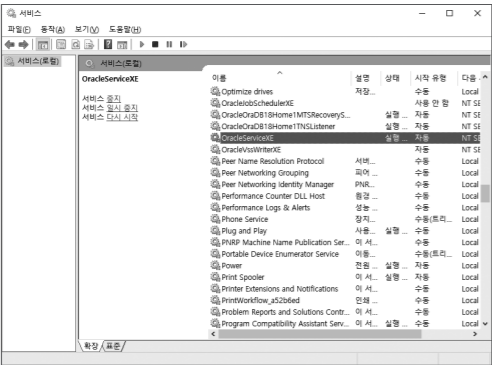 서비스
파일(F) 동작(A) 보기(V) 도움말(H)
서비스(로컬)
서비스(로컬)
OracleServiceXE
서비스 중지
서비스 일시 중지
서비스 다시 시작
이름 설명 상태 시작 유형 다음
Optimize drives 저장... 수동 Local
OracleJobSchedulerXE 사용 안 함 NT SE
OracleOraDB18Home1MTSRecoveryS... 실행 ... 자동 NT SE
OracleOraDB18Home1TNSListener 실행 ... 자동 NT SE
OracleServiceXE 실행 ... 자동 NT SE
OracleVssWriterXE 자동 NT SE
Peer Name Resolution Protocol 서버... 수동 Local
Peer Networking Grouping 피어 ... 수동 Local
Peer Networking Identity Manager PNR... 수동 Local
Performance Counter DLL Host 원격 ... 수동 Local
Performance Logs & Alerts 성능 ... 수동 Local
Phone Service 장치... 수동(트리... Local
Plug and Play 사용... 실행 ... 수동 Local
PNRP Machine Name Publication Ser... 이 서... 수동 Local
Portable Device Enumerator Service 이동... 수동(트리... Local
Power 전원 ... 실행 ... 자동 Local
Print Spooler 이 서... 실행 ... 자동 Local
Printer Extensions and Notifications 이 서... 수동 Local
PrintWorkflow_a52b6ed 인쇄 ... 수동 Local
Problem Reports and Solutions Contr... 이 서... 수동 Local
Program Compatibility Assistant Serv... 이 서... 실행 ... 수동 Local
확장 표준